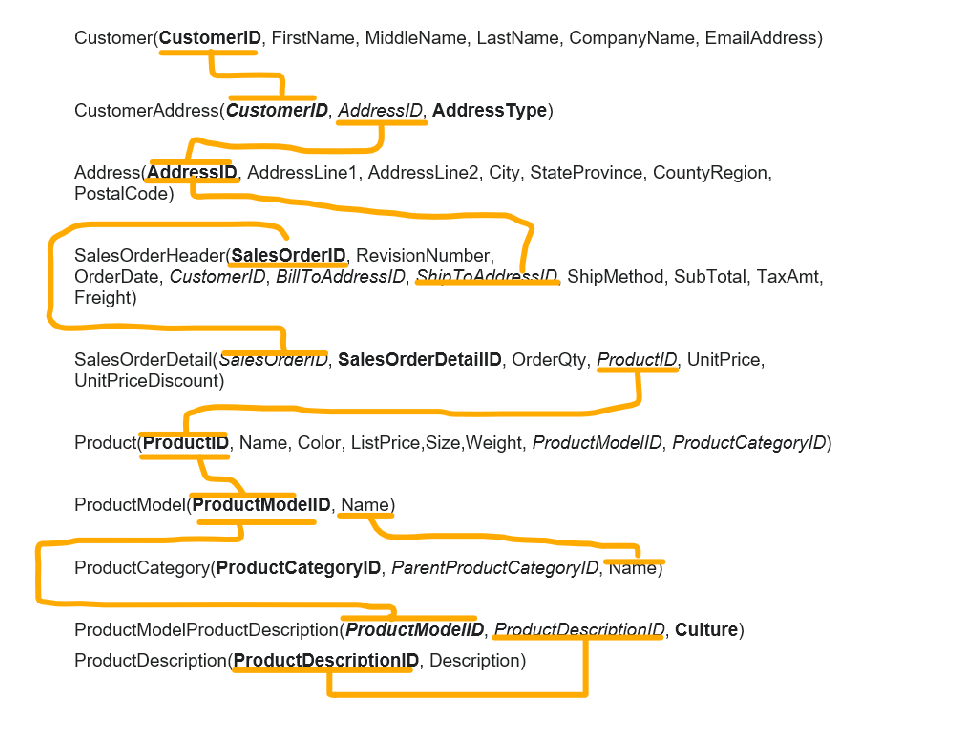 Customer(CustomerID, FirstName, MiddleName, LastName, CompanyName, EmailAddress)
CustomerAddress(CustomerID, AddressID, AddressType)
Address(AddressID, AddressLine1, AddressLine2, City, StateProvince, CountyRegion,
PostalCode)
SalesOrderHeader(SalesOrderID, RevisionNumber,
OrderDate, CustomerID, BillToAddressID, ShipToAddressID, ShipMethod, SubTotal, TaxAmt,
Freight)
SalesOrderDetail(SalesOrderID, SalesOrderDetailID, OrderQty, ProductID, UnitPrice,
UnitPriceDiscount)
Product(ProductID, Name, Color, ListPrice,Size,Weight, ProductModelID, ProductCategoryID)
ProductModel(ProductModelID, Name)
ProductCategory(ProductCategoryID, ParentProductCategoryID, Name)
ProductModelProductDescription(ProductModelID, ProductDescriptionID, Culture)
ProductDescription(ProductDescriptionID, Description)